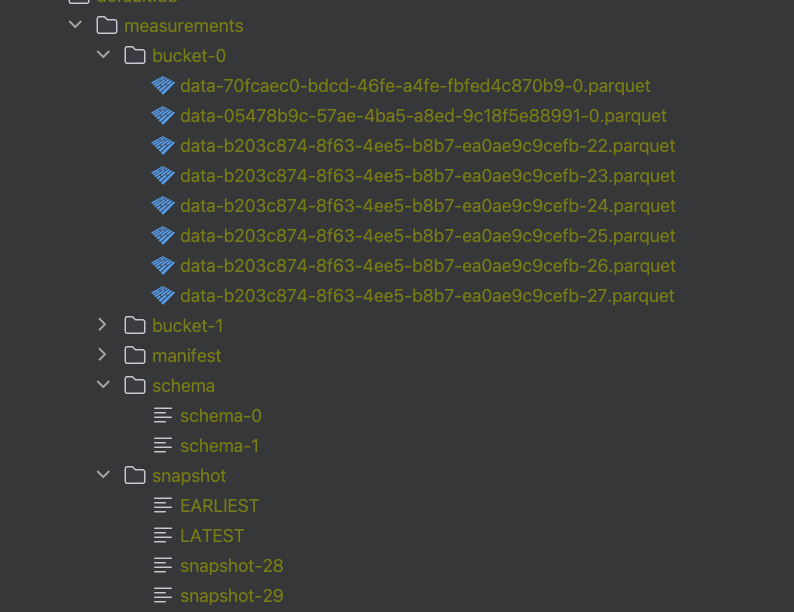 measurements
bucket-0
data-70fcaec0-bdcd-46fe-a4fe-fbfed4c870b9-0.parquet
data-05478b9c-57ae-4ba5-a8ed-9c18f5e88991-0.parquet
data-b203c874-8f63-4ee5-b8b7-ea0ae9c9cefb-22.parquet
data-b203c874-8f63-4ee5-b8b7-ea0ae9c9cefb-23.parquet
data-b203c874-8f63-4ee5-b8b7-ea0ae9c9cefb-24.parquet
data-b203c874-8f63-4ee5-b8b7-ea0ae9c9cefb-25.parquet
data-b203c874-8f63-4ee5-b8b7-ea0ae9c9cefb-26.parquet
data-b203c874-8f63-4ee5-b8b7-ea0ae9c9cefb-27.parquet
bucket-1
manifest
schema
schema-0
schema-1
snapshot
EARLIEST
LATEST
snapshot-28
snapshot-29